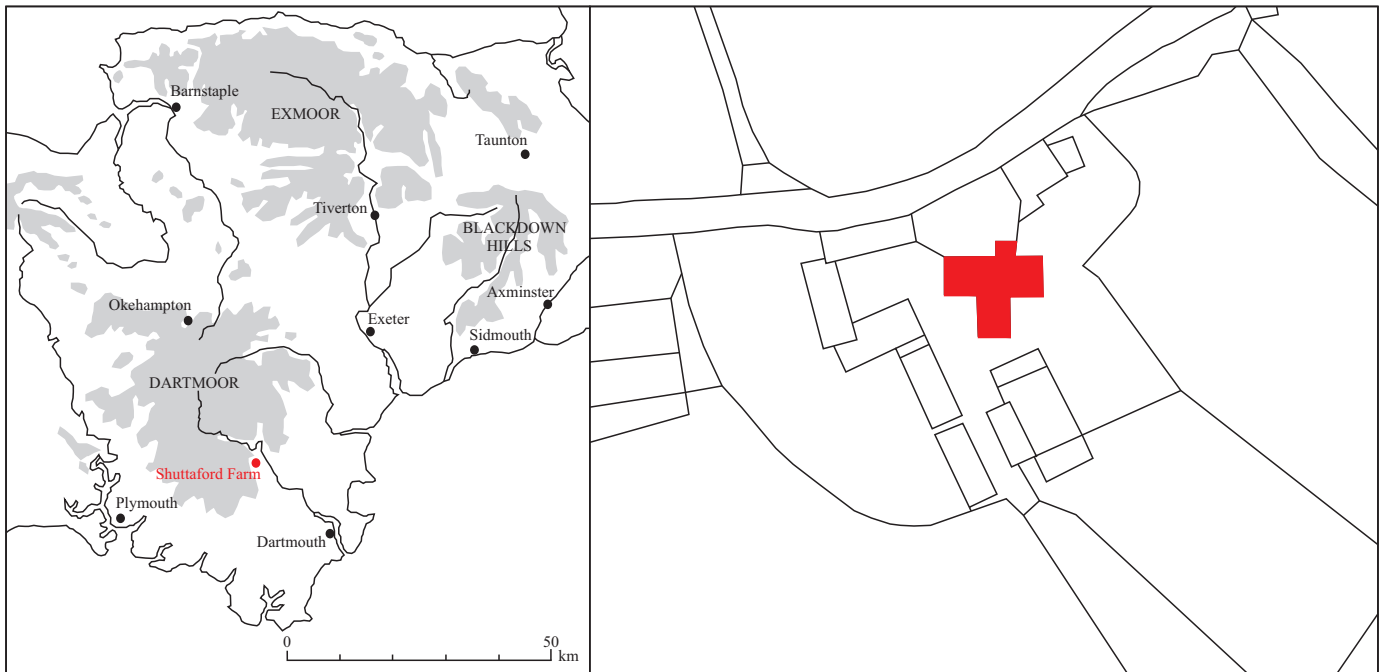 Barnstaple
EXMOOR
Taunton
Tiverton
BLACKDOWN
HILLS
Okehampton
Axminster
Exeter
Sidmouth
DARTMOOR
Shuttaford Farm
Plymouth
Dartmouth
0
50
km